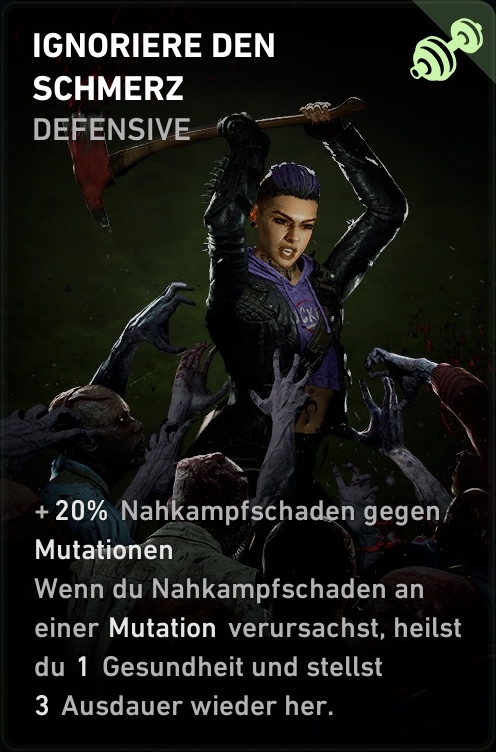 IGNORIERE DEN
SCHMERZ
DEFENSIVE
+20% Nahkampfschaden gegen
Mutationen
Wenn du Nahkampfschaden an
einer Mutation verursachst, heilst
du 1 Gesundheit und stellst
3 Ausdauer wieder her.